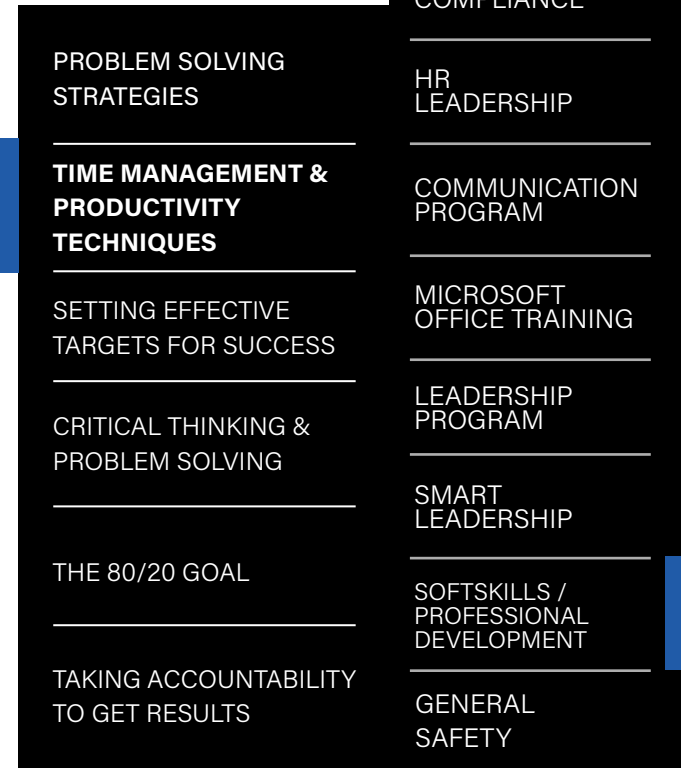 PROBLEM SOLVING
STRATEGIES
TIME MANAGEMENT &
PRODUCTIVITY
TECHNIQUES
SETTING EFFECTIVE
TARGETS FOR SUCCESS
CRITICAL THINKING &
PROBLEM SOLVING
THE 80/20 GOAL
TAKING ACCOUNTABILITY
TO GET RESULTS
COMPLIANCE
HR
LEADERSHIP
COMMUNICATION
PROGRAM
MICROSOFT
OFFICE TRAINING
LEADERSHIP
PROGRAM
SMART
LEADERSHIP
SOFTSKILLS /
PROFESSIONAL
DEVELOPMENT
GENERAL
SAFETY